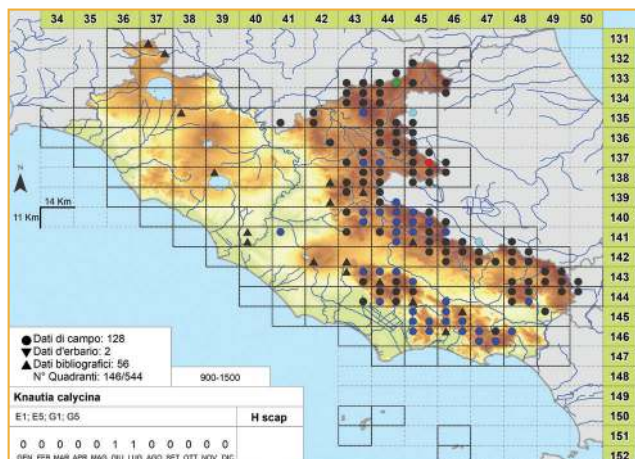 34 35 36 37 38 39 40 41 42 43 44 45 46 47 48 49 50
131
132
133
134
135
136
137
138
139
140
141
142
143
144
145
146
147
148
149
150
151
152
N
14 Km
11 Km
Dati di campo: 128
Dati d'erbario: 2
Dati bibliografici: 56
N° Quadranti: 146/544
900-1500
Knautia calycina
E1; E5; G1; G5
H scap
0 0 0 0 0 1 1 0 0 0 0 0
GEN FEB MAR APR MAG GIU LUG AGO SET OTT NOV DIC